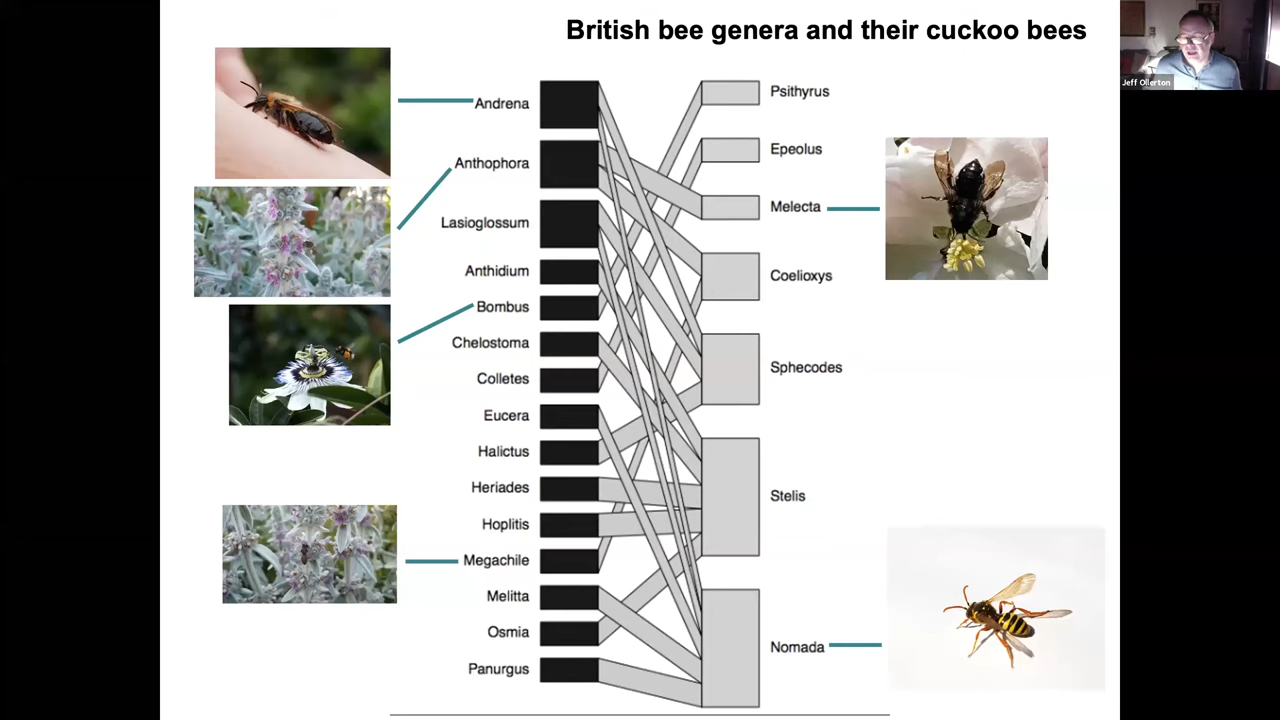 British bee genera and their cuckoo bees
Jeff Ollerton
Andrena
Anthophora
Lasioglossum
Anthidium
Bombus
Chelostoma
Colletes
Eucera
Halictus
Heriades
Hoplitis
Megachile
Melitta
Osmia
Panurgus
Psithyrus
Epeolus
Melecta
Coelioxys
Sphecodes
Stelis
Nomada